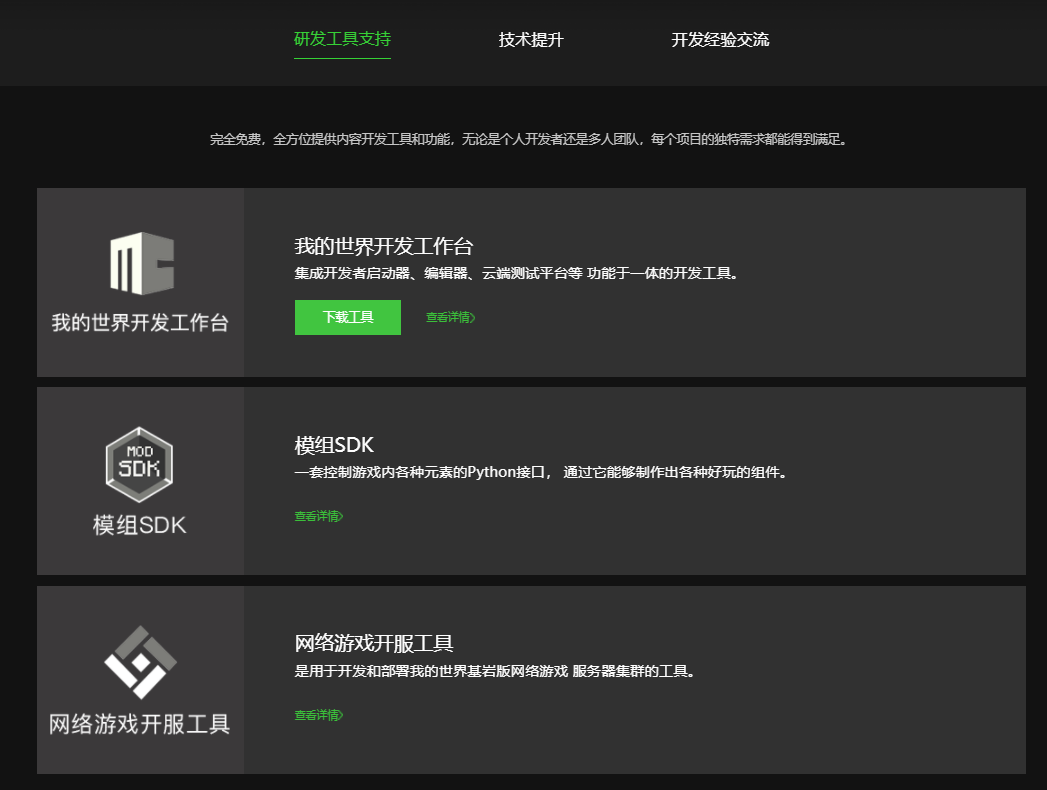 研发工具支持
技术提升
开发经验交流
完全免费，全方位提供内容开发工具和功能，无论是个人开发者还是多人团队，每个项目的独特需求都能得到满足。
我的世界开发工作台
我的世界开发工作台
集成开发者启动器、编辑器、云端测试平台等 功能于一体的开发工具。
下载工具
查看详情
MOD
SDK
模组SDK
模组SDK
一套控制游戏内各种元素的Python接口， 通过它能够制作出各种好玩的组件。
查看详情
网络游戏开服工具
网络游戏开服工具
是用于开发和部署我的世界基岩版网络游戏 服务器集群的工具。
查看详情